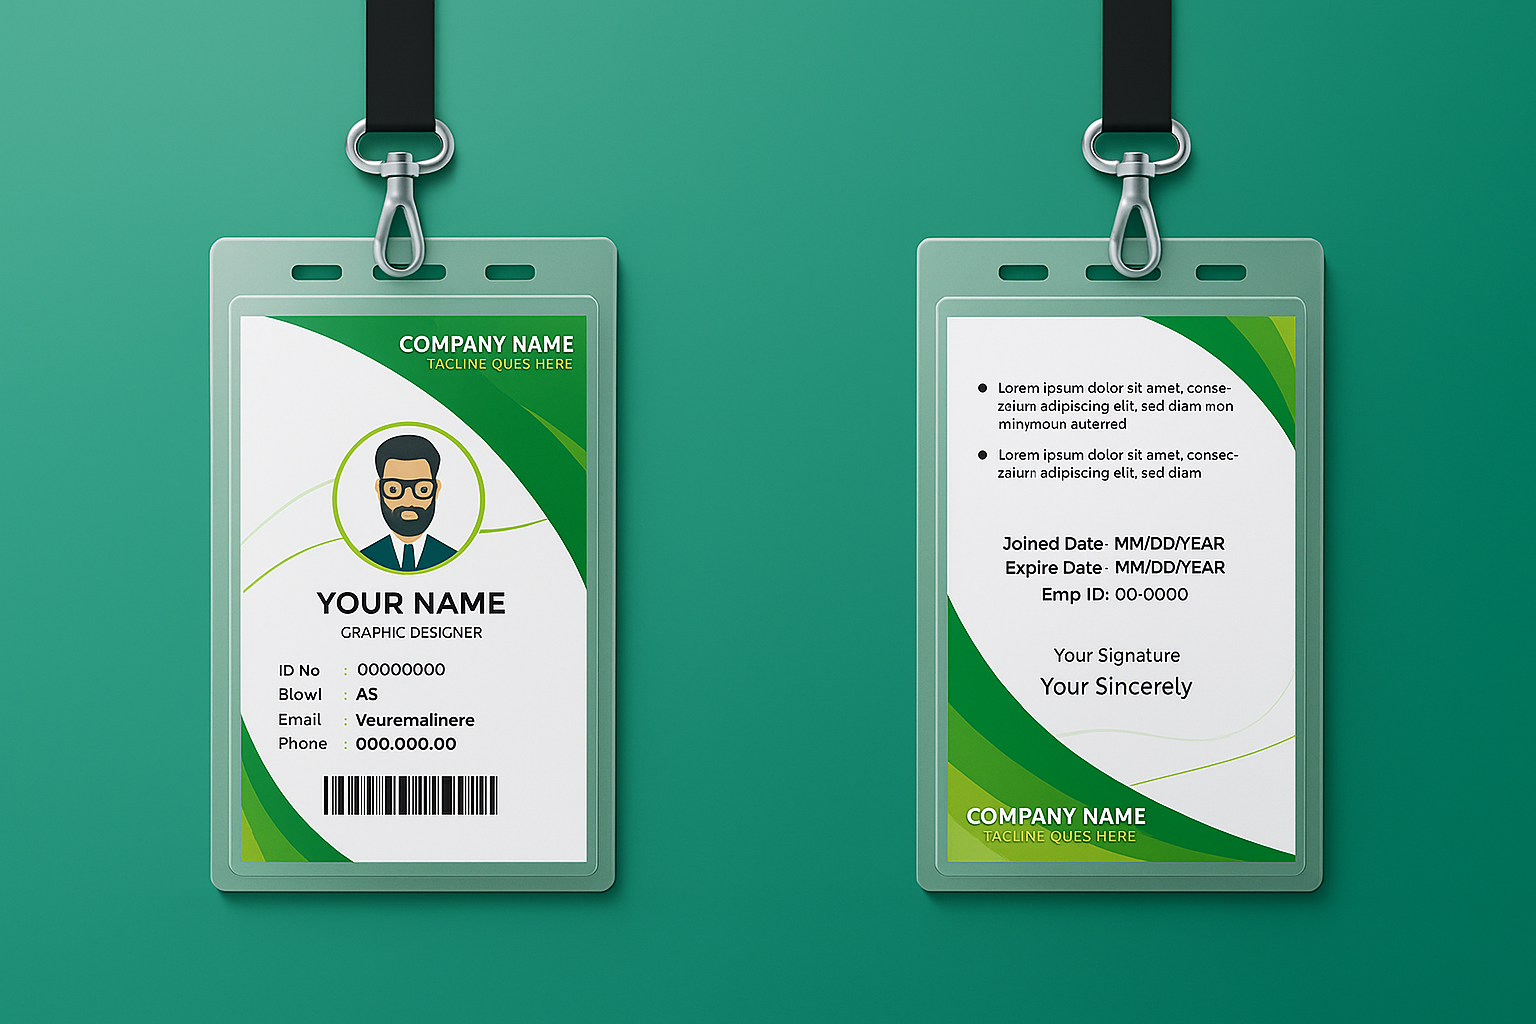 COMPANY NAME
TACLINE QUES HERE
YOUR NAME
GRAPHIC DESIGNER
ID No : 00000000
Blowl : AS
Email : Veuremalinere
Phone : 000.000.00
● Lorem ipsum dolor sit amet, conse-
zeiurn adipiscing elit, sed diam mon
minymoun auterred
● Lorem ipsum dolor sit amet, consec-
zaiurn adipiscing elit, sed diam
Joined Date- MM/DD/YEAR
Expire Date- MM/DD/YEAR
Emp ID: 00-0000
Your Signature
Your Sincerely
COMPANY NAME
TACLINE QUES HERE